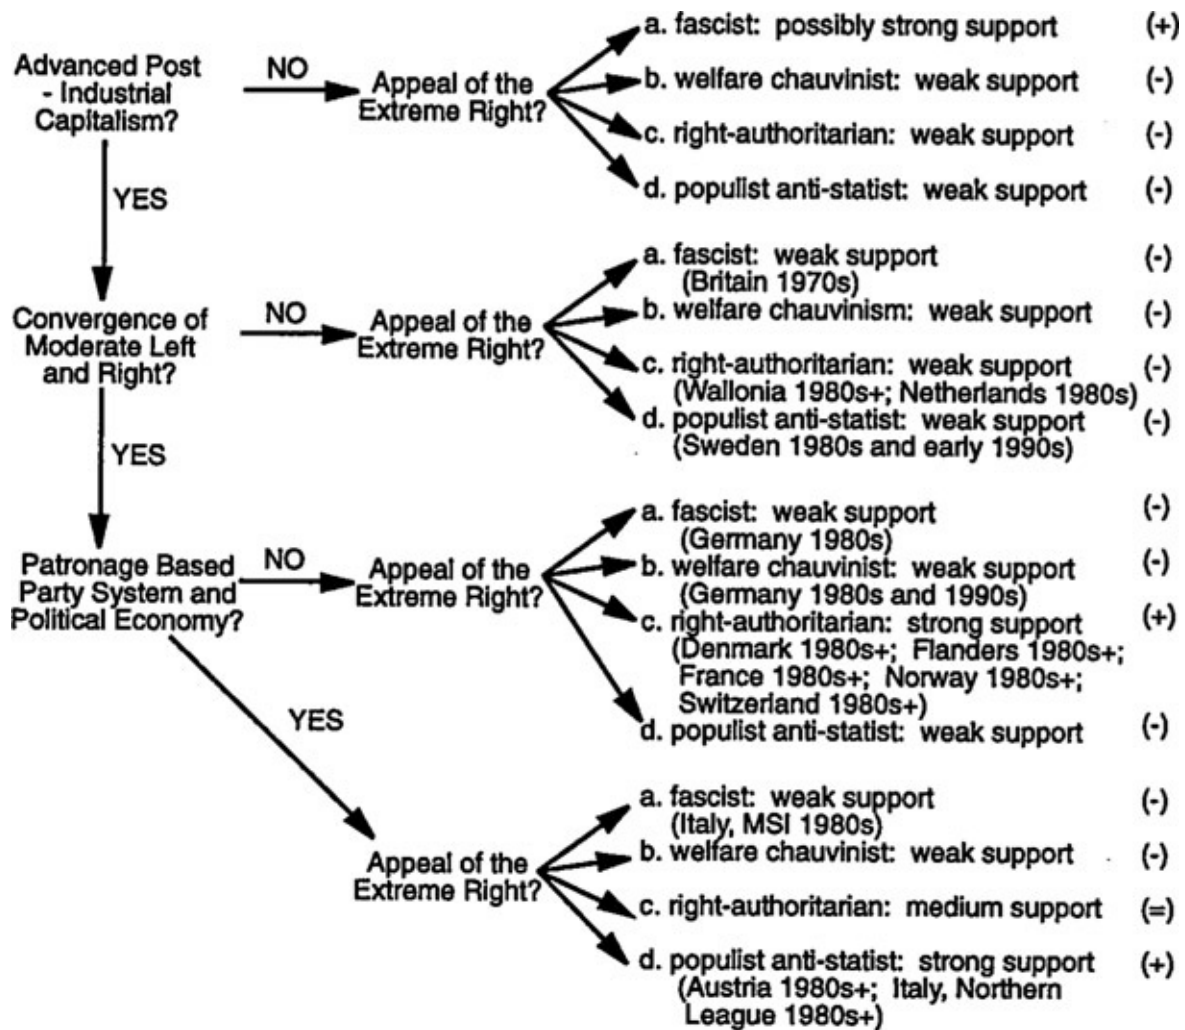 Advanced Post
- Industrial
Capitalism?
NO
Appeal of the
Extreme Right?
a. fascist: possibly strong support (+)
b. welfare chauvinist: weak support (-)
c. right-authoritarian: weak support (-)
d. populist anti-statist: weak support (-)
YES
Convergence of
Moderate Left
and Right?
NO
Appeal of the
Extreme Right?
a. fascist: weak support (-)
(Britain 1970s)
b. welfare chauvinism: weak support (-)
c. right-authoritarian: weak support (-)
(Wallonia 1980s+; Netherlands 1980s)
d. populist anti-statist: weak support (-)
(Sweden 1980s and early 1990s)
YES
Patronage Based
Party System and
Political Economy?
NO
Appeal of the
Extreme Right?
a. fascist: weak support (-)
(Germany 1980s)
b. welfare chauvinist: weak support (-)
(Germany 1980s and 1990s)
c. right-authoritarian: strong support (+)
(Denmark 1980s+; Flanders 1980s+;
France 1980s+; Norway 1980s+;
Switzerland 1980s+)
d. populist anti-statist: weak support (-)
YES
Appeal of the
Extreme Right?
a. fascist: weak support (-)
(Italy, MSI 1980s)
b. welfare chauvinist: weak support (-)
c. right-authoritarian: medium support (=)
d. populist anti-statist: strong support (+)
(Austria 1980s+; Italy, Northern
League 1980s+)